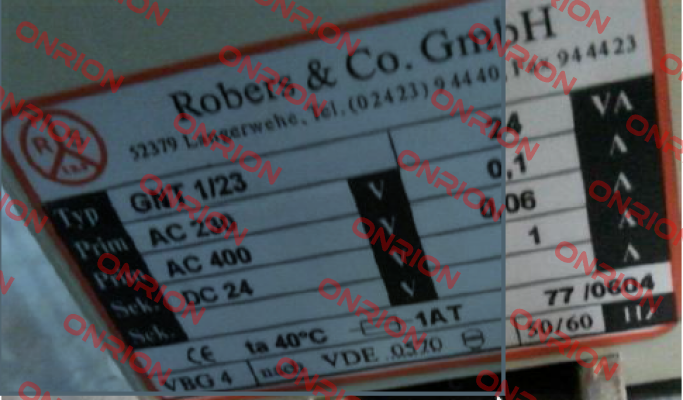 Robers & Co. GmbH
52379 Langerwehe, Tel. (02423) 94440, Fax 944423
R & Co
Typ GNT 1/23 24 VA
Prim AC 230 V 0,1 A
Prim AC 400 V 0,06 A
Sek. DC 24 V 1 A
Sek. V A
CE ta 40°C 1AT 77 /0604
VBG 4 nach VDE 0570 50/60 Hz
ONRION